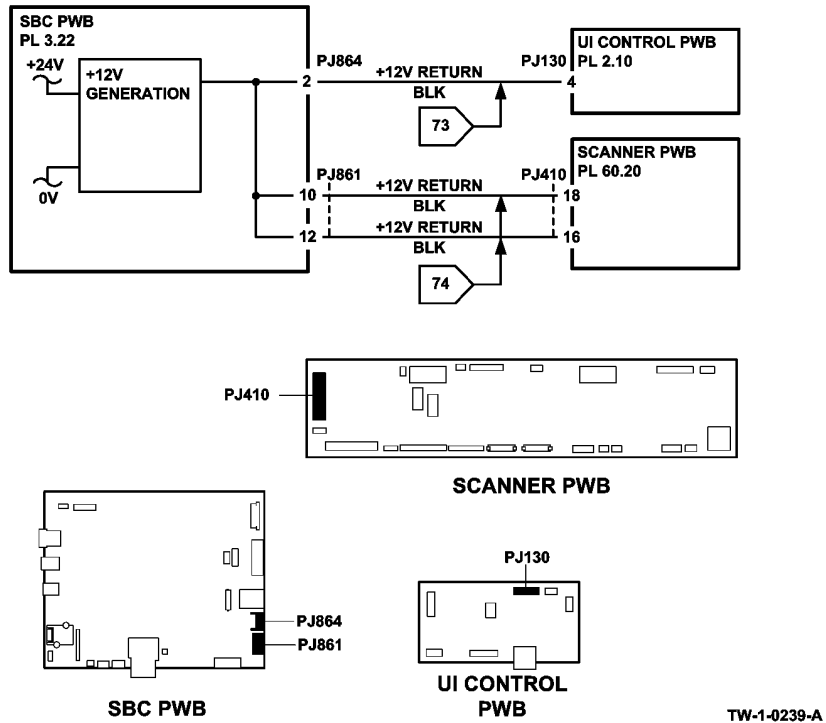 SBC PWB
PL 3.22
+24V
+12V
GENERATION
0V
PJ864
2
+12V RETURN
BLK
73
PJ130
4
UI CONTROL PWB
PL 2.10
PJ861
10
12
+12V RETURN
BLK
+12V RETURN
BLK
74
PJ410
18
16
SCANNER PWB
PL 60.20
PJ410
SCANNER PWB
PJ864
PJ861
SBC PWB
PJ130
UI CONTROL
PWB
TW-1-0239-A